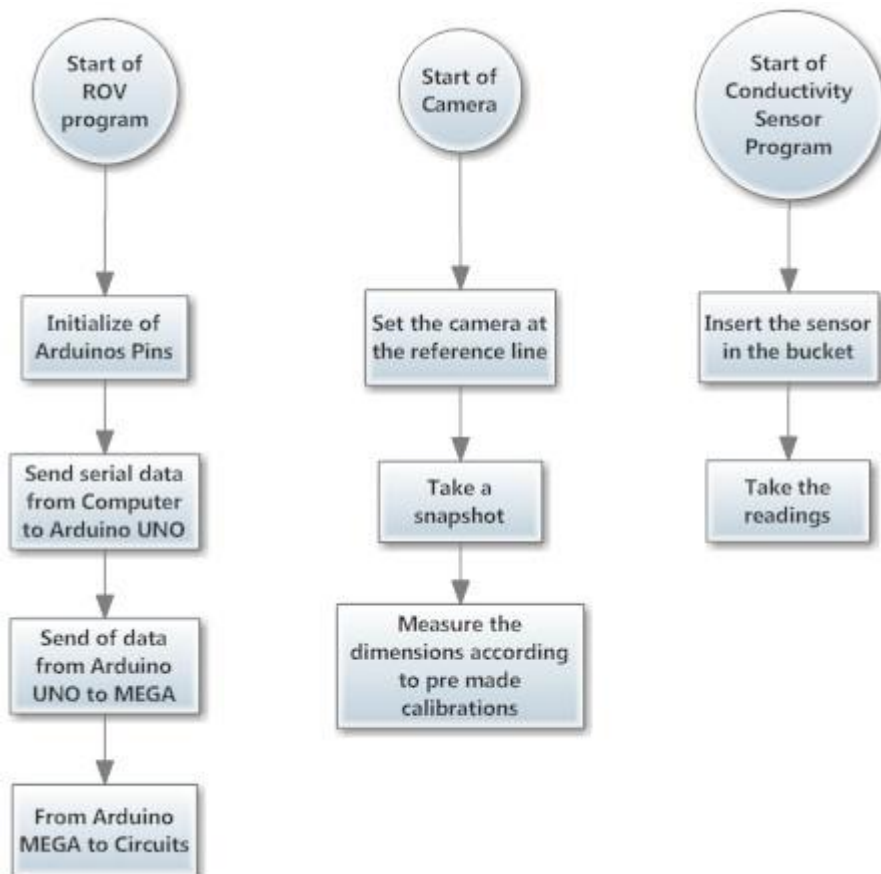 Start of
ROV
program
Initialize of
Arduinos Pins
Send serial data
from Computer
to Arduino UNO
Send of data
from Arduino
UNO to MEGA
From Arduino
MEGA to Circuits
Start of
Camera
Set the camera at
the reference line
Take a
snapshot
Measure the
dimensions according
to pre made
calibrations
Start of
Conductivity
Sensor
Program
Insert the sensor
in the bucket
Take the
readings